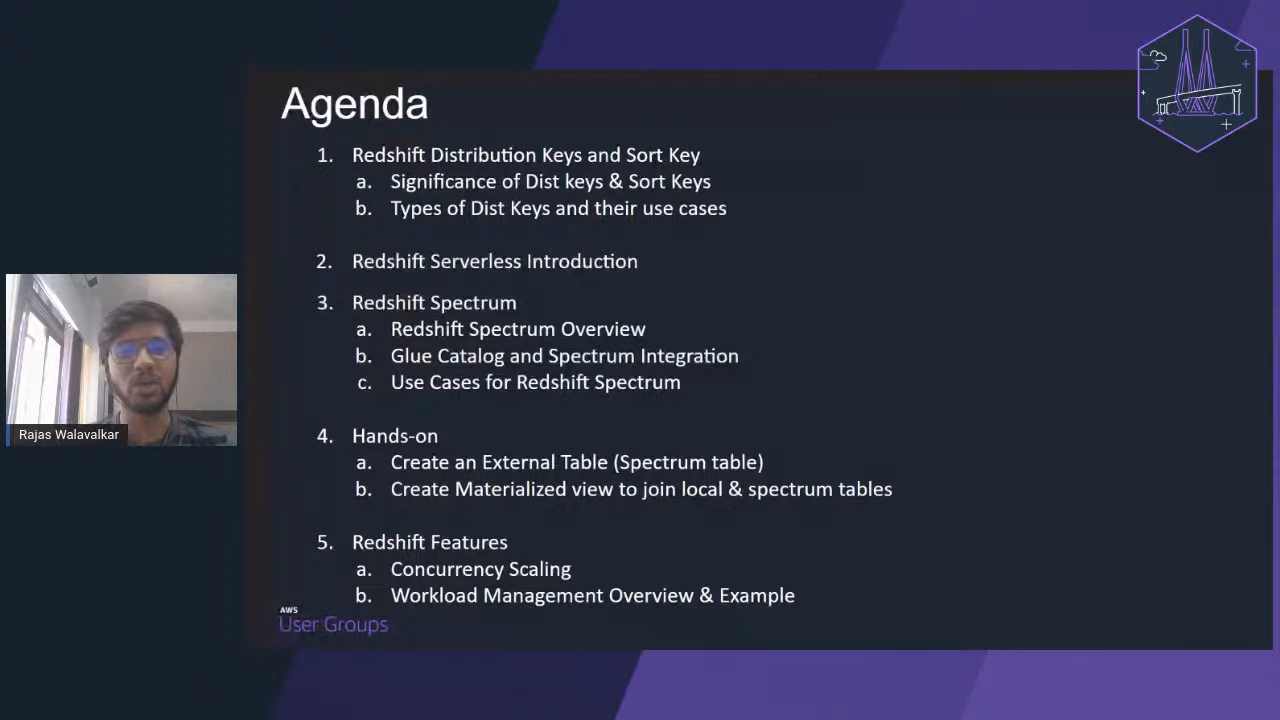 Agenda
1. Redshift Distribution Keys and Sort Key
a. Significance of Dist keys & Sort Keys
b. Types of Dist Keys and their use cases
2. Redshift Serverless Introduction
3. Redshift Spectrum
a. Redshift Spectrum Overview
b. Glue Catalog and Spectrum Integration
c. Use Cases for Redshift Spectrum
4. Hands-on
a. Create an External Table (Spectrum table)
b. Create Materialized view to join local & spectrum tables
5. Redshift Features
a. Concurrency Scaling
b. Workload Management Overview & Example
AWS
User Groups
Rajas Walavalkar